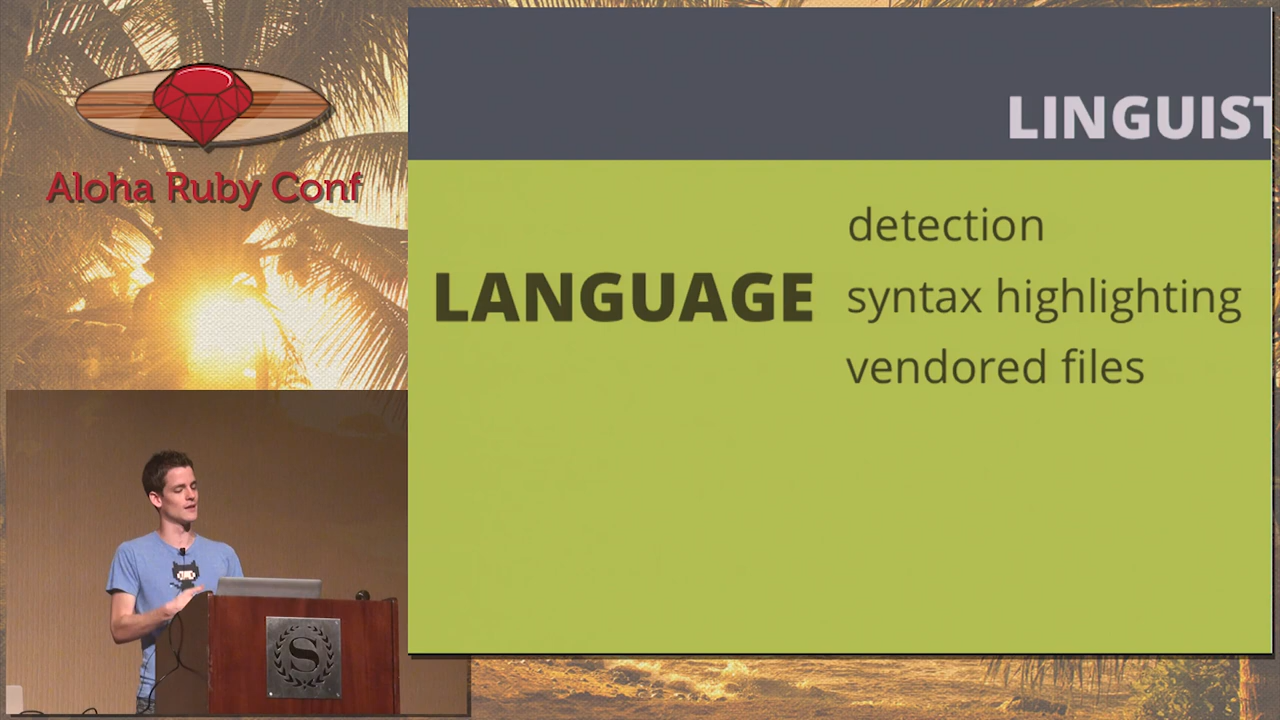 Aloha Ruby Conf
LINGUIST
LANGUAGE
detection
syntax highlighting
vendored files
S